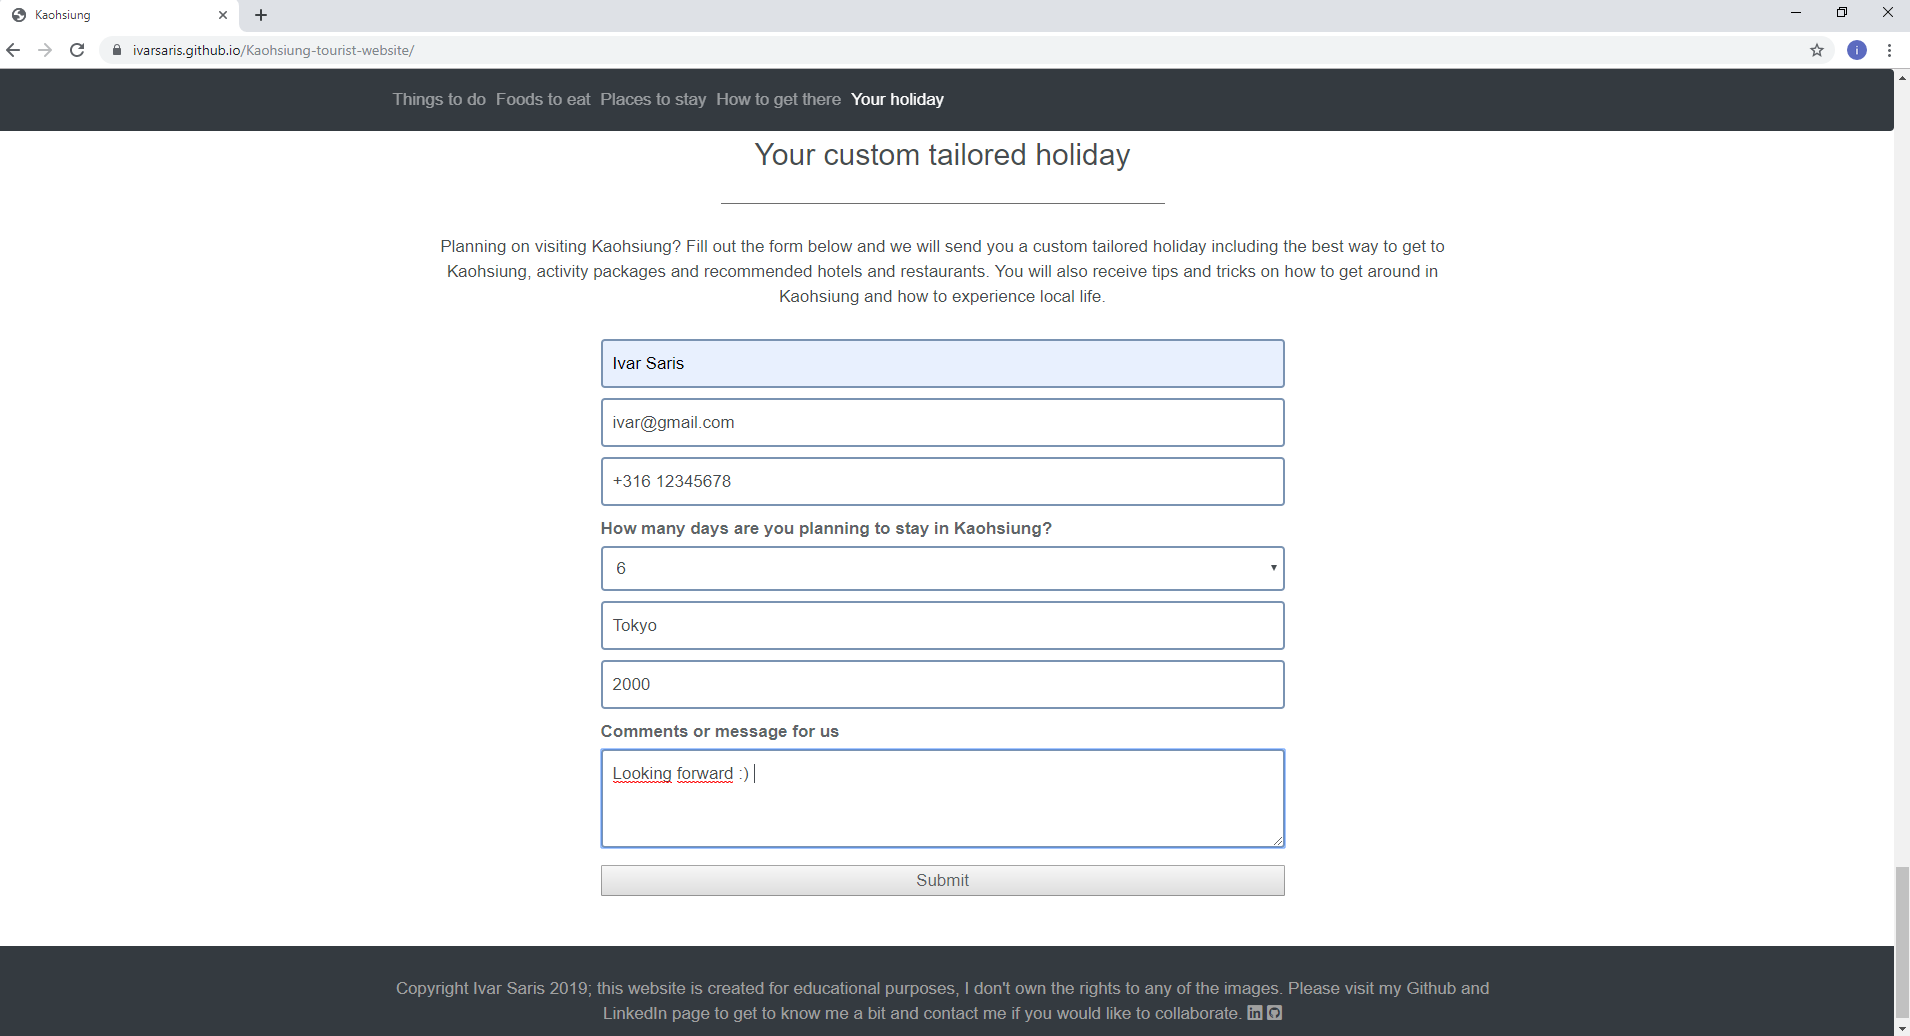 Kaohsiung
ivarsaris.github.io/Kaohsiung-tourist-website/
i
Things to do Foods to eat Places to stay How to get there Your holiday
Your custom tailored holiday
Planning on visiting Kaohsiung? Fill out the form below and we will send you a custom tailored holiday including the best way to get to
Kaohsiung, activity packages and recommended hotels and restaurants. You will also receive tips and tricks on how to get around in
Kaohsiung and how to experience local life.
Ivar Saris
ivar@gmail.com
+316 12345678
How many days are you planning to stay in Kaohsiung?
6
Tokyo
2000
Comments or message for us
Looking forward :)
Submit
Copyright Ivar Saris 2019; this website is created for educational purposes, I don't own the rights to any of the images. Please visit my Github and
LinkedIn page to get to know me a bit and contact me if you would like to collaborate. in